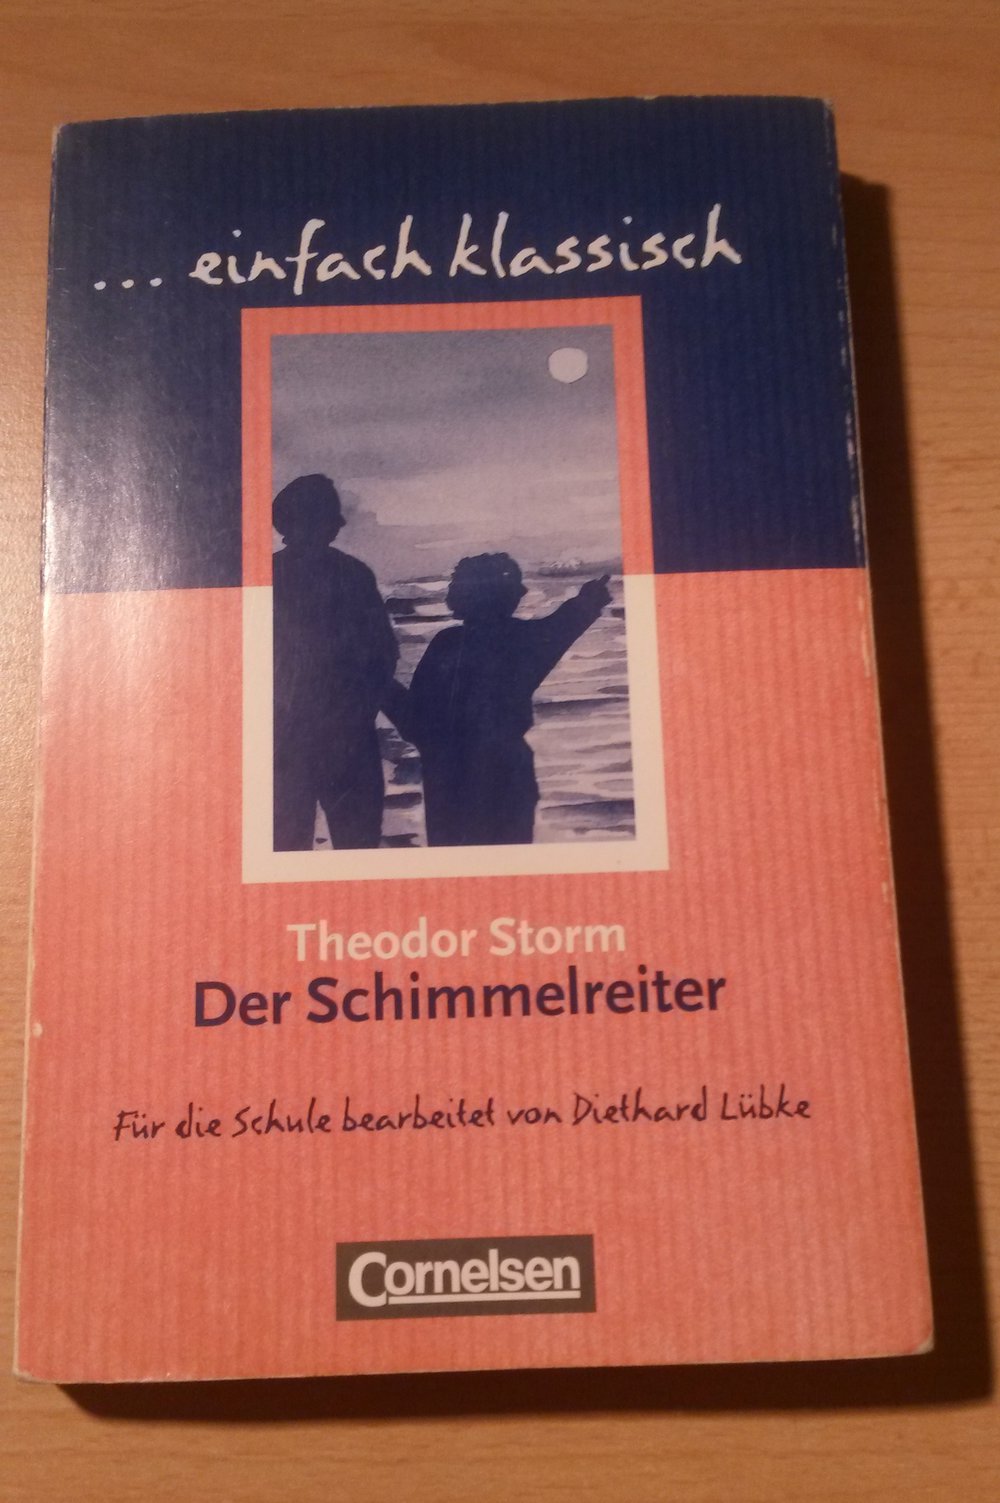 ... einfach klassisch
Theodor Storm
Der Schimmelreiter
Für die Schule bearbeitet von Diethard Lübke
Cornelsen